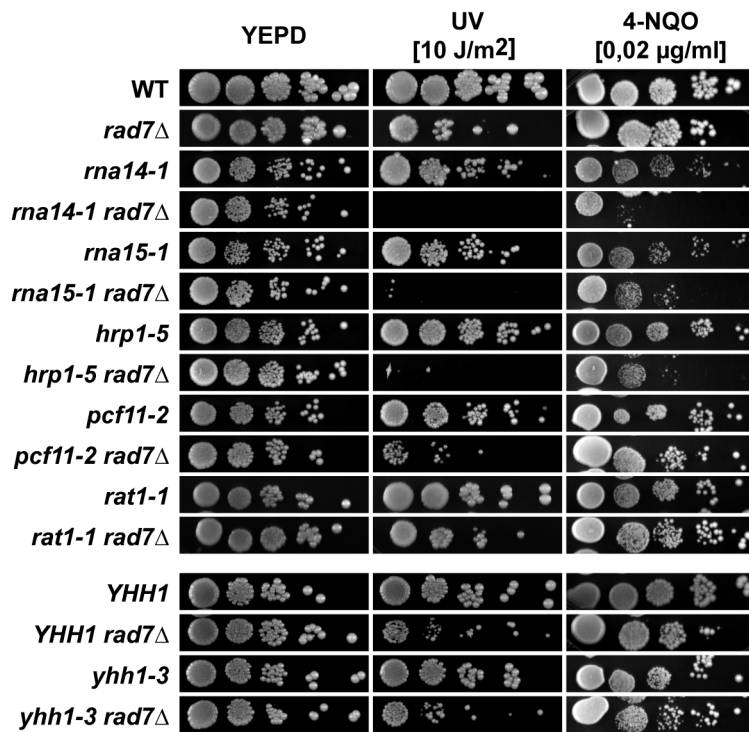 YEPD
UV
[10 J/m2]
4-NQO
[0,02 µg/ml]
WT
rad7Δ
rna14-1
rna14-1 rad7Δ
rna15-1
rna15-1 rad7Δ
hrp1-5
hrp1-5 rad7Δ
pcf11-2
pcf11-2 rad7Δ
rat1-1
rat1-1 rad7Δ
YHH1
YHH1 rad7Δ
yhh1-3
yhh1-3 rad7Δ